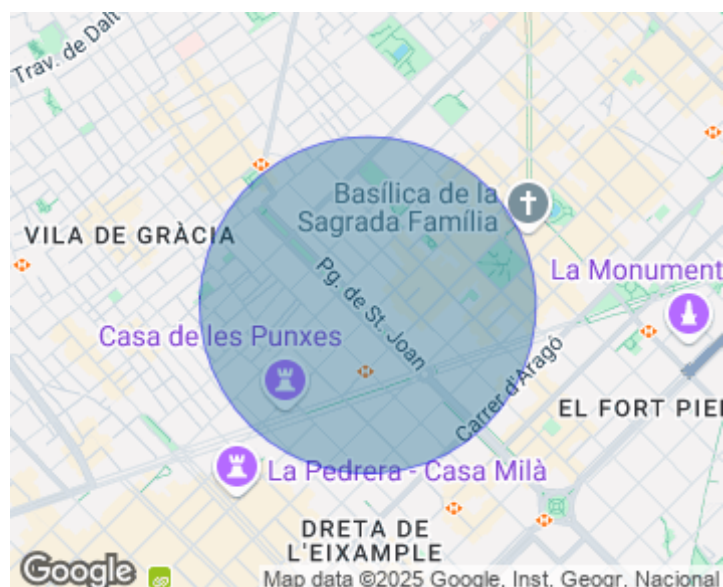 Trav. de Dalt
Basílica de la
Sagrada Família
VILA DE GRÀCIA
La Monument
Pg. de St. Joan
Casa de les Punxes
Carrer d'Aragó
EL FORT PIE
La Pedrera - Casa Milà
DRETA DE
L'EIXAMPLE
Google
Map data ©2025 Google, Inst. Geogr. Nacional